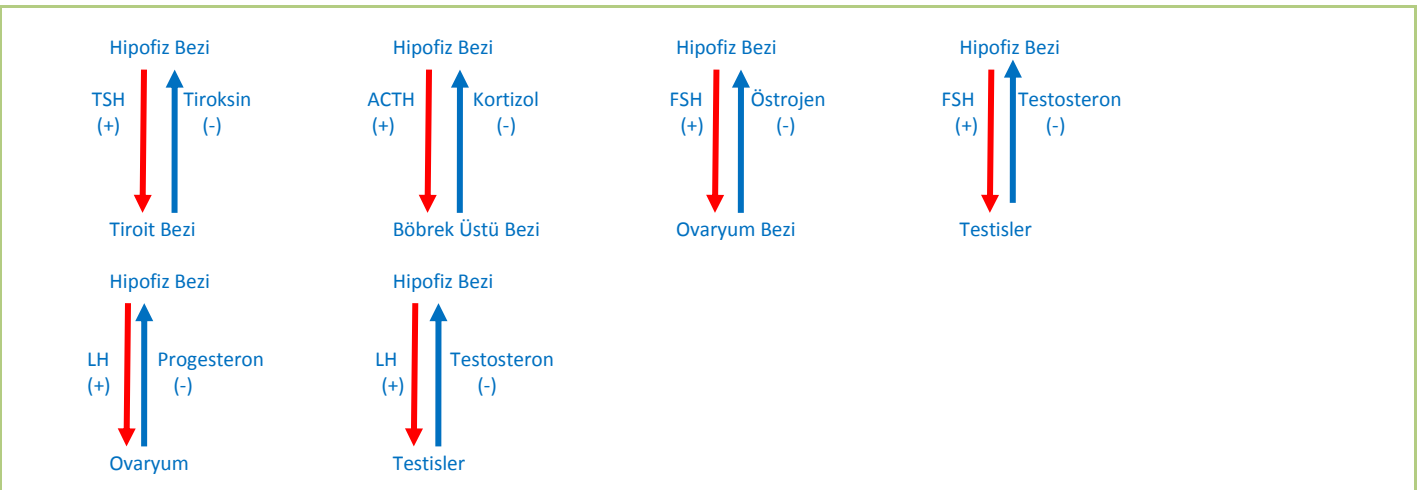 Hipofiz Bezi Hipofiz Bezi Hipofiz Bezi Hipofiz Bezi
TSH Tiroksin ACTH Kortizol FSH Östrojen FSH Testosteron
(+) (-) (+) (-) (+) (-) (+) (-)
Tiroit Bezi Böbrek Üstü Bezi Ovaryum Bezi Testisler
Hipofiz Bezi Hipofiz Bezi
LH Progesteron LH Testosteron
(+) (-) (+) (-)
Ovaryum Testisler